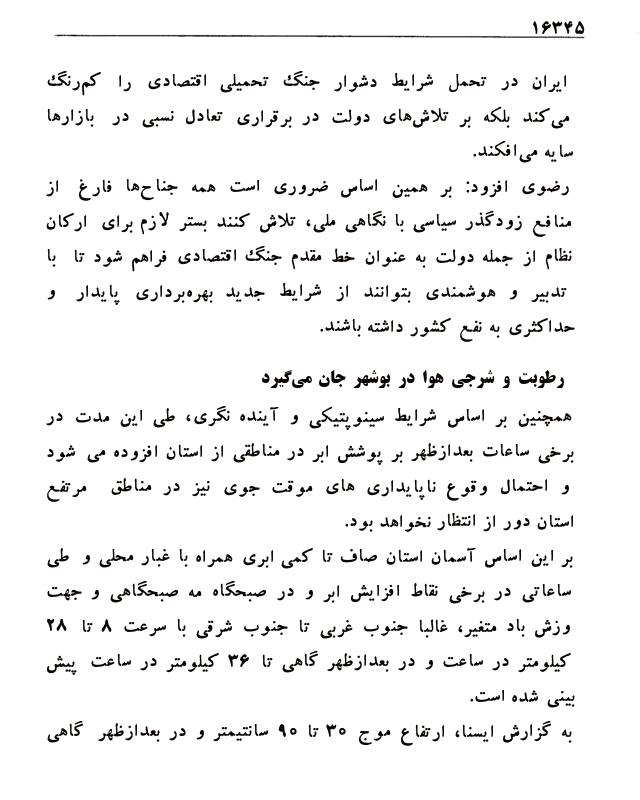 ۱۶۳۴۵
ایران در تحمل شرایط دشوار جنگ تحمیلی اقتصادی را کم‌رنگ
می‌کند بلکه بر تلاش‌های دولت در برقراری تعادل نسبی در بازارها
سایه می‌افکند.
رضوی افزود: بر همین اساس ضروری است همه جناح‌ها فارغ از
منافع زودگذر سیاسی با نگاهی ملی، تلاش کنند بستر لازم برای ارکان
نظام از جمله دولت به عنوان خط مقدم جنگ اقتصادی فراهم شود تا با
تدبیر و هوشمندی بتوانند از شرایط جدید بهره‌برداری پایدار و
حداکثری به نفع کشور داشته باشند.
رطوبت و شرجی هوا در بوشهر جان می‌گیرد
همچنین بر اساس شرایط سینوپتیکی و آینده نگری، طی این مدت در
برخی ساعات بعدازظهر بر پوشش ابر در مناطقی از استان افزوده می شود
و احتمال وقوع ناپایداری های موقت جوی نیز در مناطق مرتفع
استان دور از انتظار نخواهد بود.
بر این اساس آسمان استان صاف تا کمی ابری همراه با غبار محلی و طی
ساعاتی در برخی نقاط افزایش ابر و در صبحگاه مه صبحگاهی و جهت
وزش باد متغیر، غالبا جنوب غربی تا جنوب شرقی با سرعت ۸ تا ۲۸
کیلومتر در ساعت و در بعدازظهر گاهی تا ۳۶ کیلومتر در ساعت پیش
بینی شده است.
به گزارش ایسنا، ارتفاع موج ۳۰ تا ۹۰ سانتیمتر و در بعدازظهر گاهی